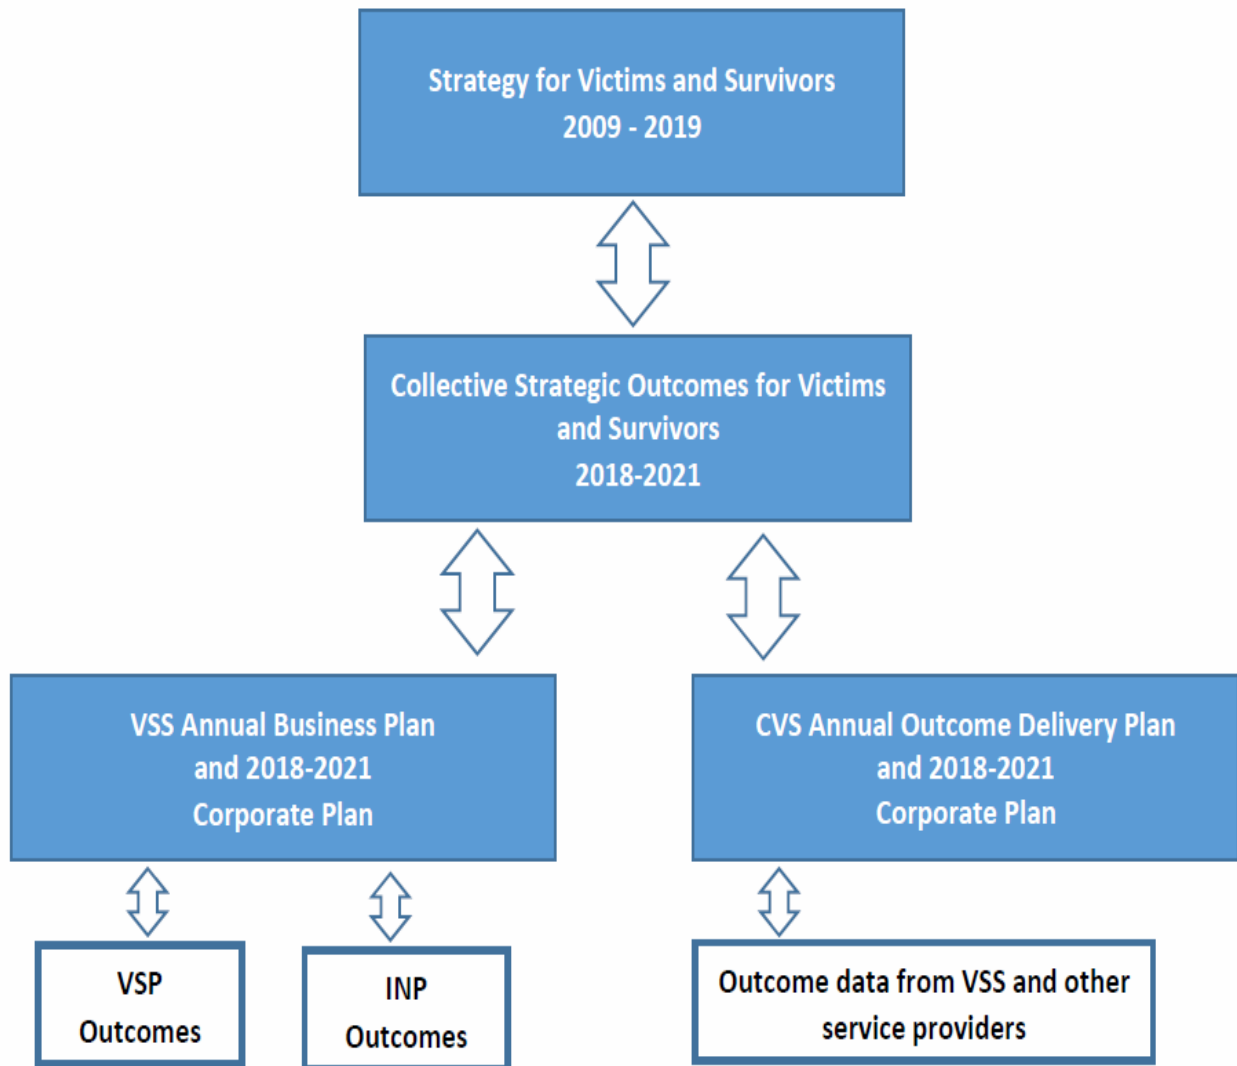 Strategy for Victims and Survivors
2009 - 2019
Collective Strategic Outcomes for Victims
and Survivors
2018-2021
VSS Annual Business Plan
and 2018-2021
Corporate Plan
CVS Annual Outcome Delivery Plan
and 2018-2021
Corporate Plan
VSP
Outcomes
INP
Outcomes
Outcome data from VSS and other
service providers